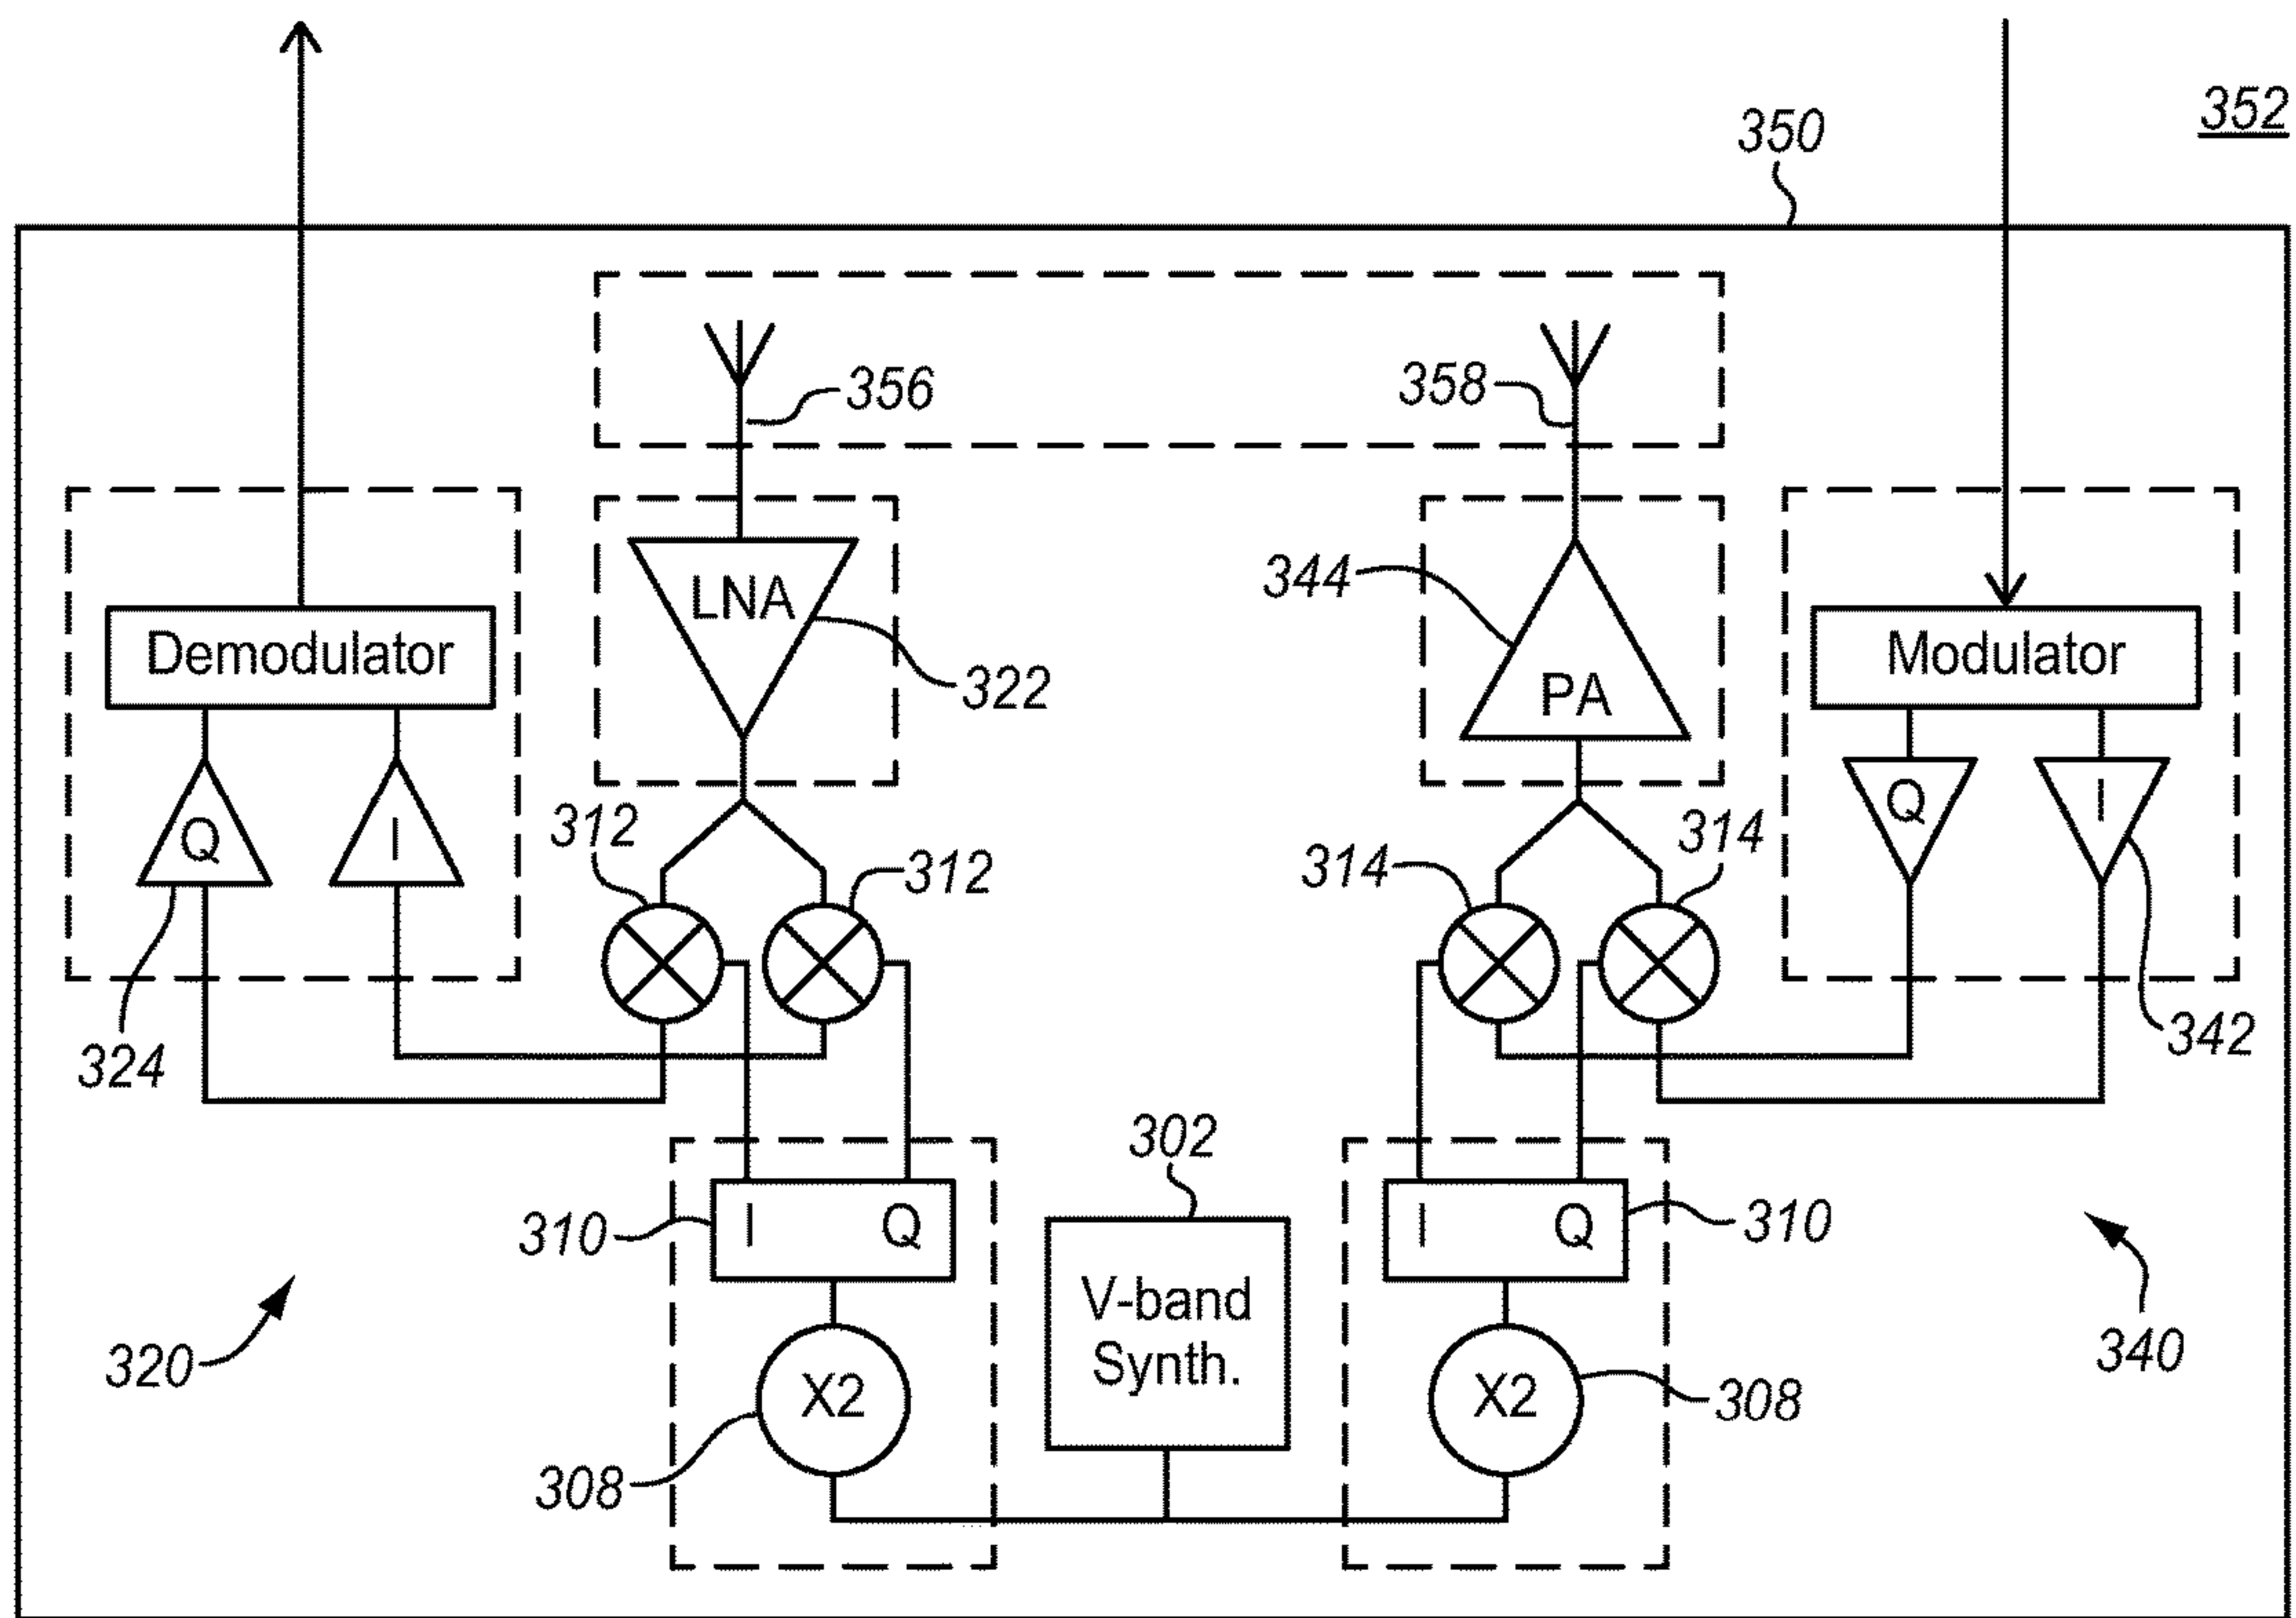 352
350
356
358
LNA
344
322
Demodulator
PA
Modulator
312
Q
I
312
314
314
Q
I
324
342
302
310
I
Q
I
Q
310
V-band
Synth.
320
340
X2
X2
308
308